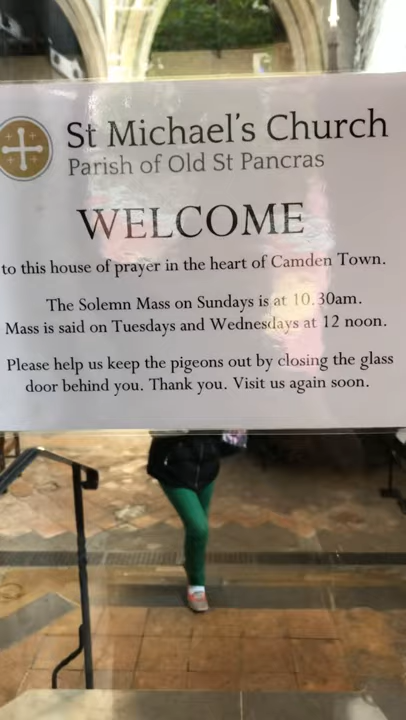 St Michael's Church
Parish of Old St Pancras
WELCOME
to this house of prayer in the heart of Camden Town.
The Solemn Mass on Sundays is at 10.30am.
Mass is said on Tuesdays and Wednesdays at 12 noon.
Please help us keep the pigeons out by closing the glass
door behind you. Thank you. Visit us again soon.